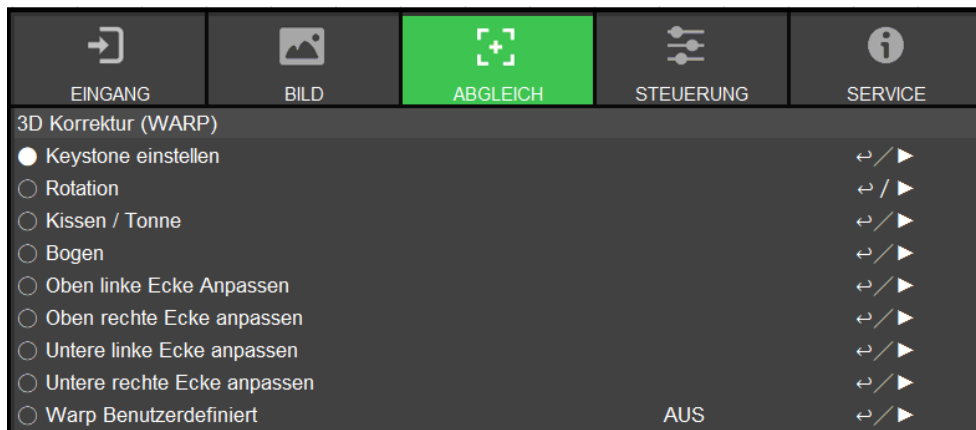 EINGANG BILD ABGLEICH STEUERUNG SERVICE
3D Korrektur (WARP)
Keystone einstellen
Rotation
Kissen / Tonne
Bogen
Oben linke Ecke Anpassen
Oben rechte Ecke anpassen
Untere linke Ecke anpassen
Untere rechte Ecke anpassen
Warp Benutzerdefiniert AUS